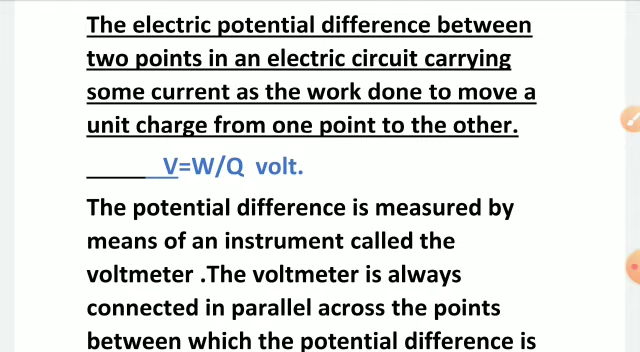 The electric potential difference between
two points in an electric circuit carrying
some current as the work done to move a
unit charge from one point to the other.
______V=W/Q volt.
The potential difference is measured by
means of an instrument called the
voltmeter .The voltmeter is always
connected in parallel across the points
between which the potential difference is